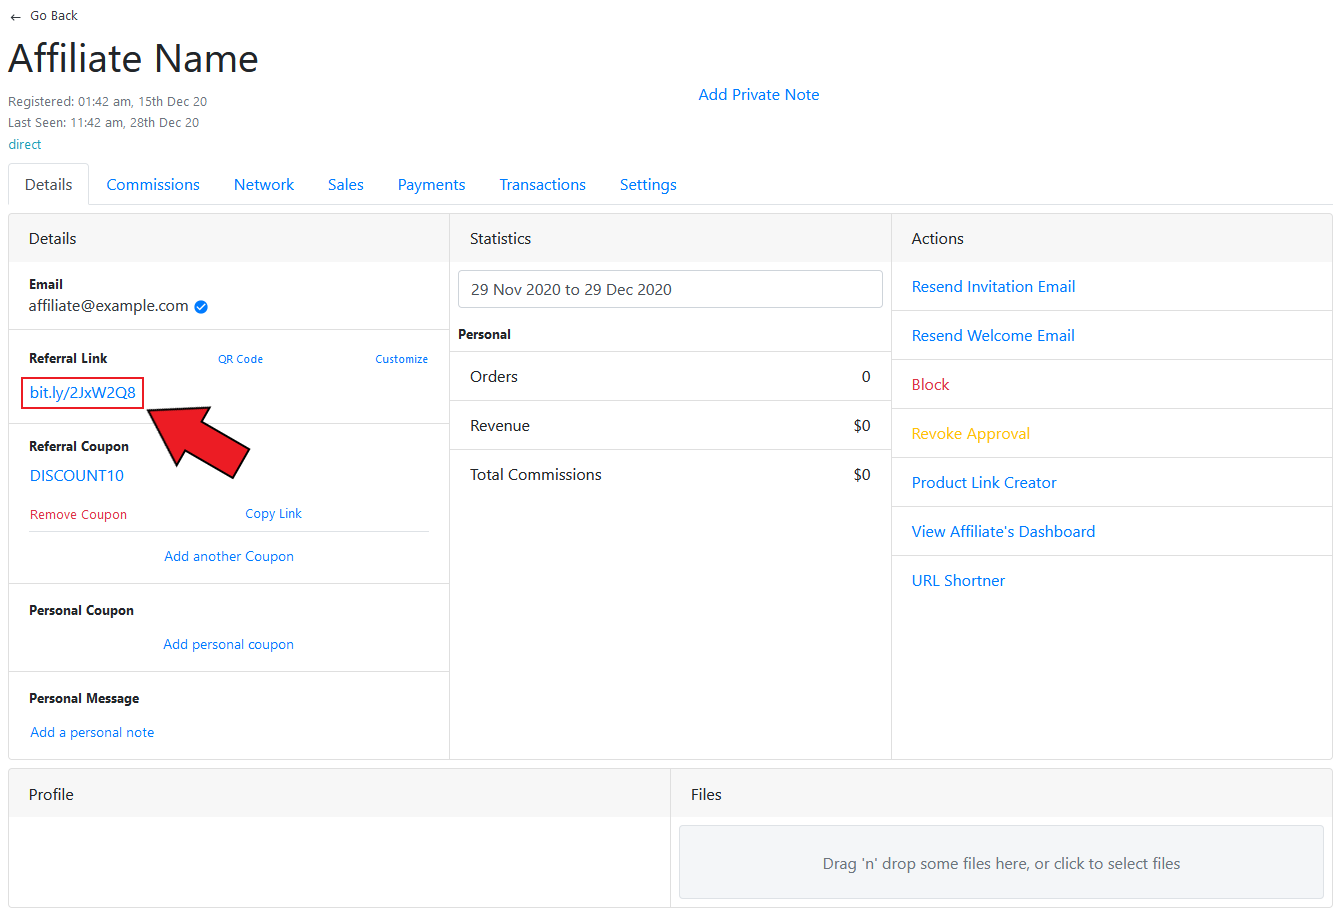 ← Go Back
Affiliate Name
Registered: 01:42 am, 15th Dec 20
Last Seen: 11:42 am, 28th Dec 20
direct
Add Private Note
Details Commissions Network Sales Payments Transactions Settings
Details
Email
affiliate@example.com
Referral Link QR Code Customize
bit.ly/2JxW2Q8
Referral Coupon
DISCOUNT10
Remove Coupon Copy Link
Add another Coupon
Personal Coupon
Add personal coupon
Personal Message
Add a personal note
Statistics
29 Nov 2020 to 29 Dec 2020
Personal
Orders 0
Revenue $0
Total Commissions $0
Actions
Resend Invitation Email
Resend Welcome Email
Block
Revoke Approval
Product Link Creator
View Affiliate's Dashboard
URL Shortner
Profile
Files
Drag 'n' drop some files here, or click to select files